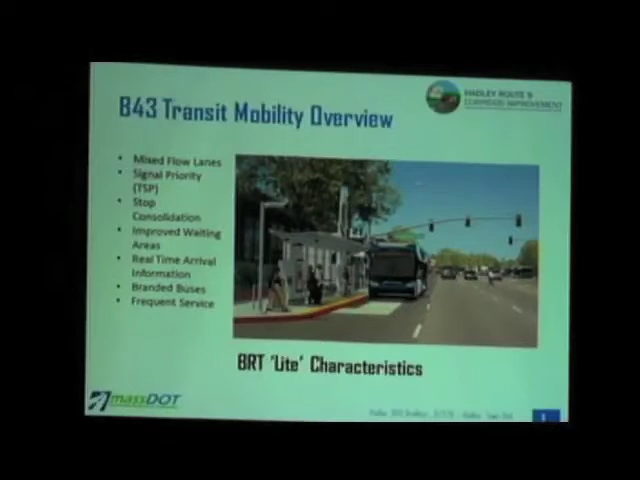 HADLEY ROUTE 9
CORRIDOR IMPROVEMENT
B43 Transit Mobility Overview
• Mixed Flow Lanes
• Signal Priority
(TSP)
• Stop
Consolidation
• Improved Waiting
Areas
• Real Time Arrival
Information
• Branded Buses
• Frequent Service
BRT 'Lite' Characteristics
massDOT